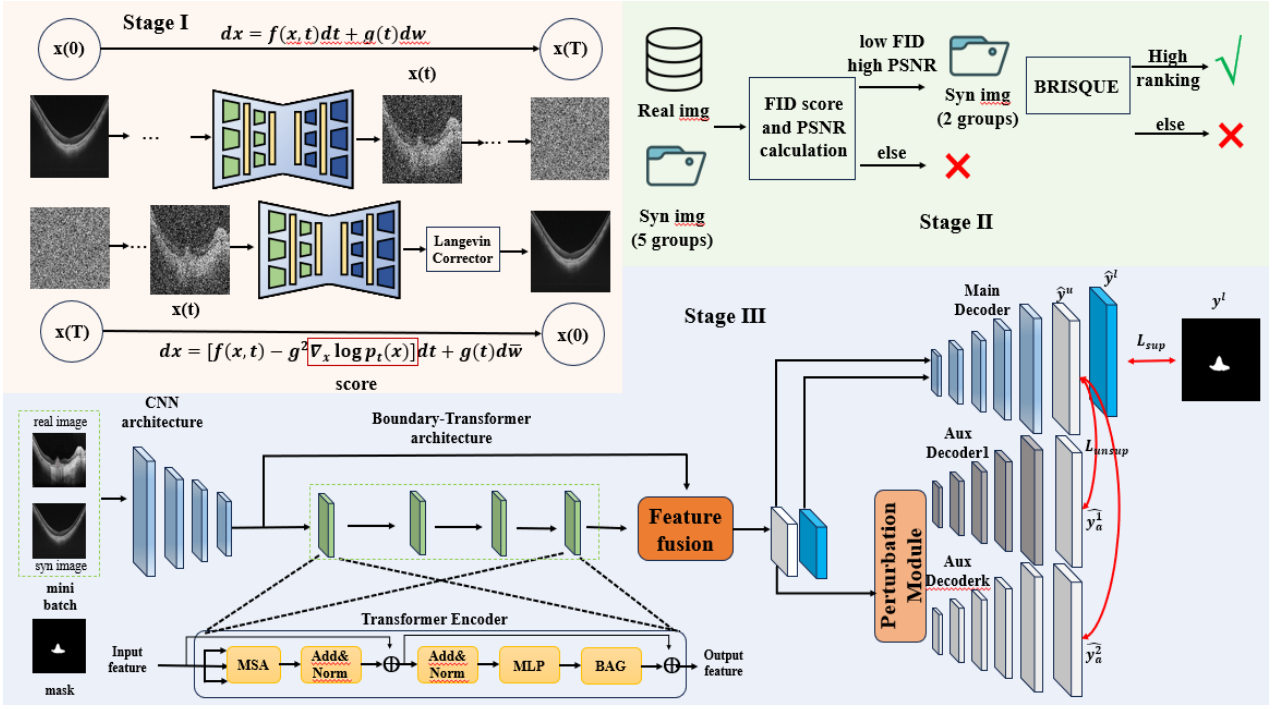 Stage I
dx = f(x, t)dt + g(t)dw
x(0)
x(T)
x(t)
...
...
...
Langevin
Corrector
x(t)
x(T)
x(0)
dx = [f(x, t) − g²∇ₓ log pₜ(x)]dt + g(t)dw̅
score
Real img
Syn img
(5 groups)
FID score
and PSNR
calculation
low FID
high PSNR
else
Syn img
(2 groups)
BRISQUE
High
ranking
else
Stage II
Stage III
CNN
architecture
real image
syn image
mini
batch
mask
Boundary-Transformer
architecture
Feature
fusion
Transformer Encoder
Input
feature
MSA
Add&
Norm
Add&
Norm
MLP
BAG
Output
feature
Perturbation
Module
Main
Decoder
ŷᵘ
ŷˡ
yˡ
L_sup
Aux
Decoder1
L_unsup
ŷₐ¹
Aux
Decoderk
ŷₐ²